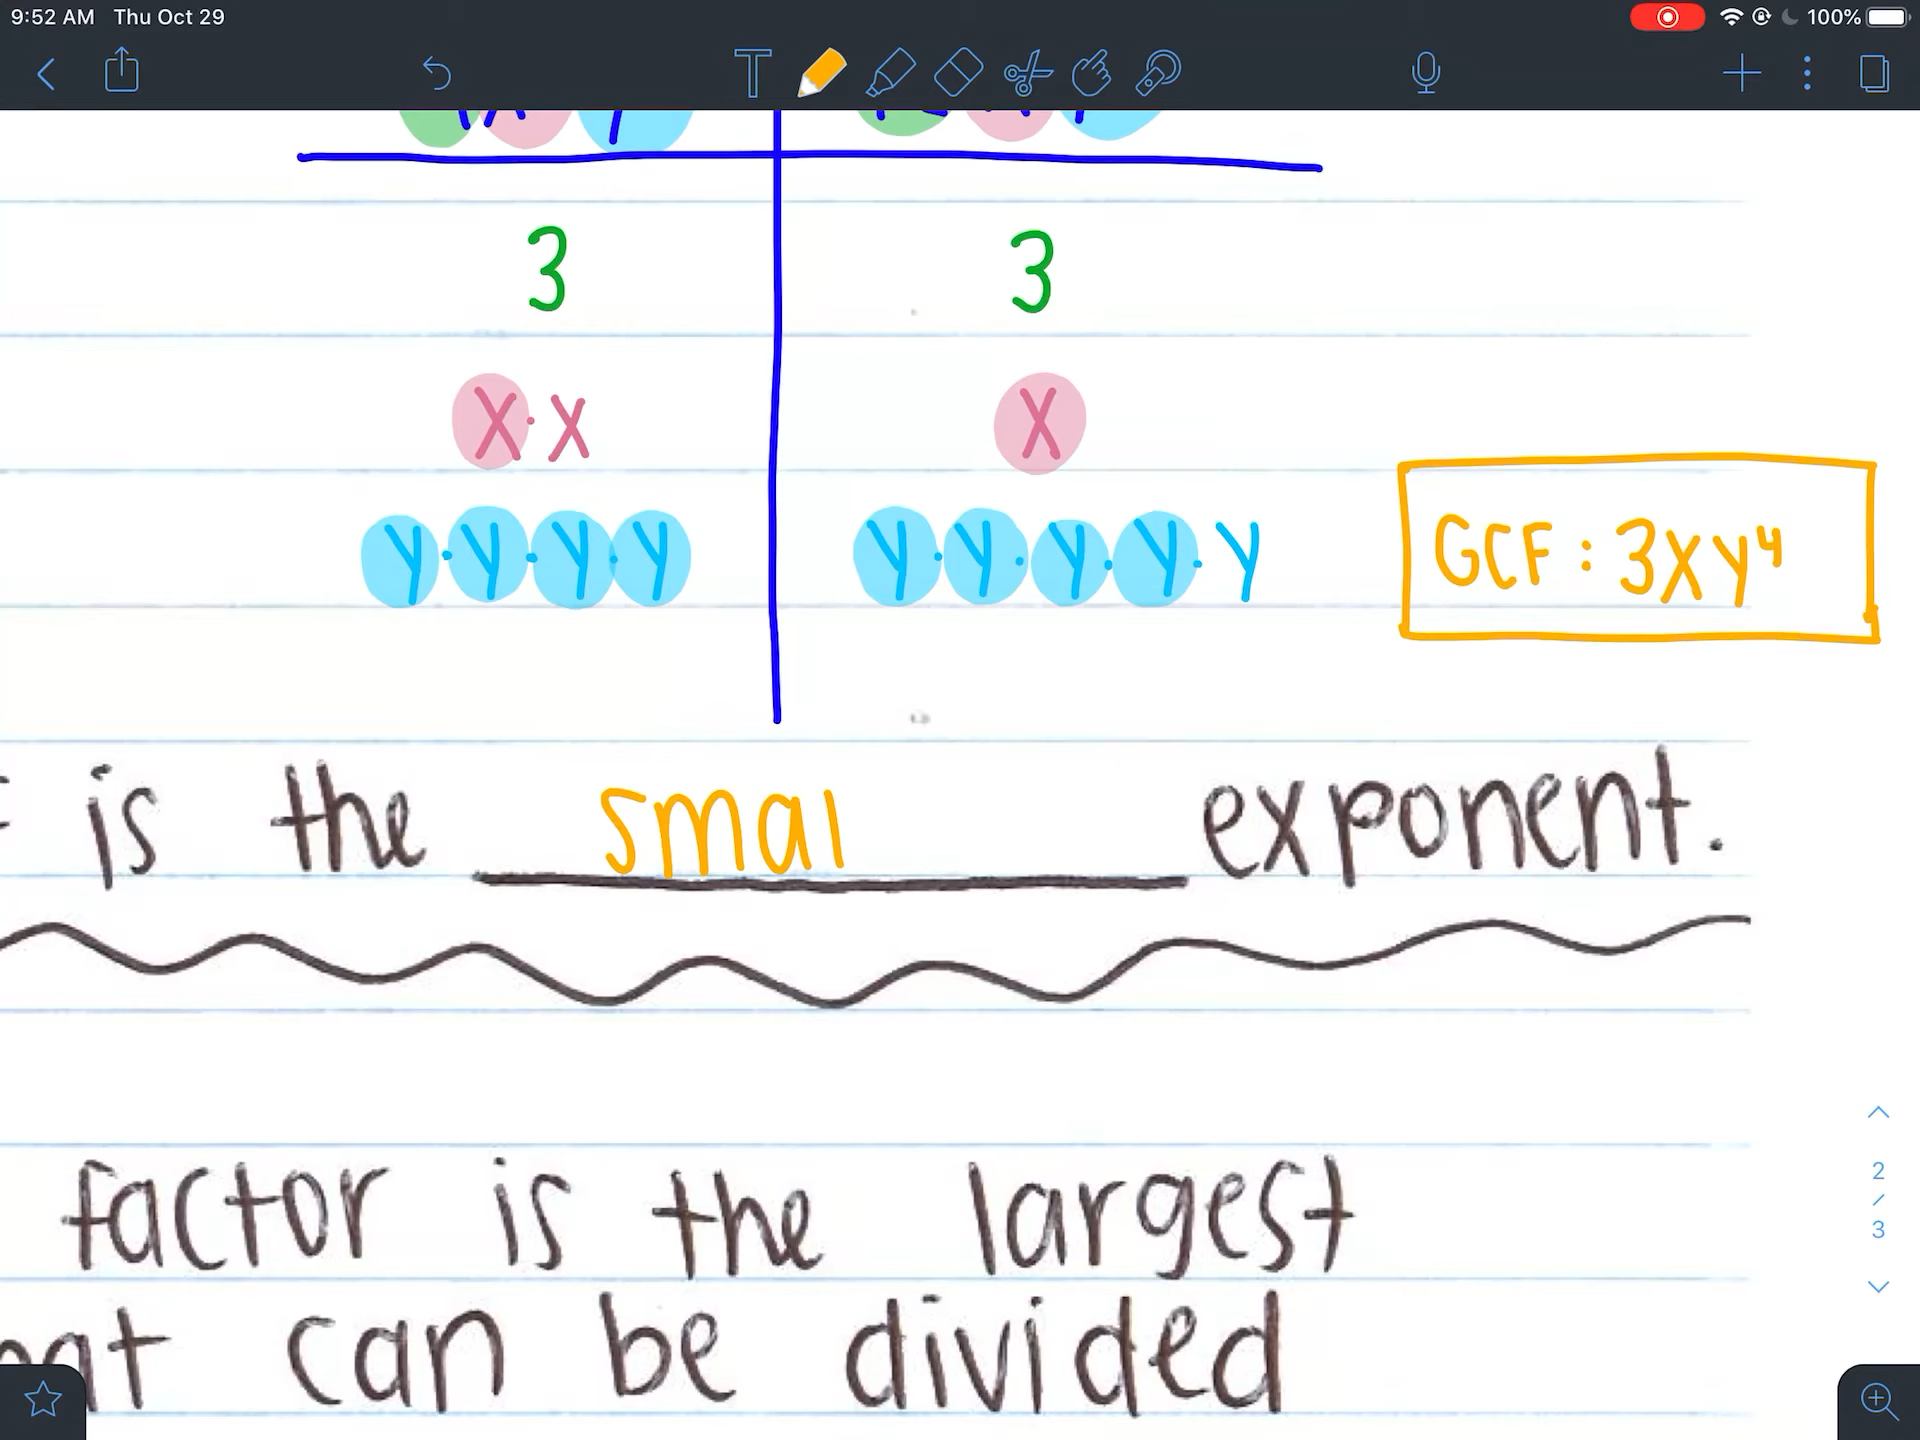 9:52 AM Thu Oct 29
100%
3 3
X · X X
y · y · y · y y · y · y · y · y
GCF : 3xy⁴
is the smal exponent.
factor is the largest
can be divided
2
/
3